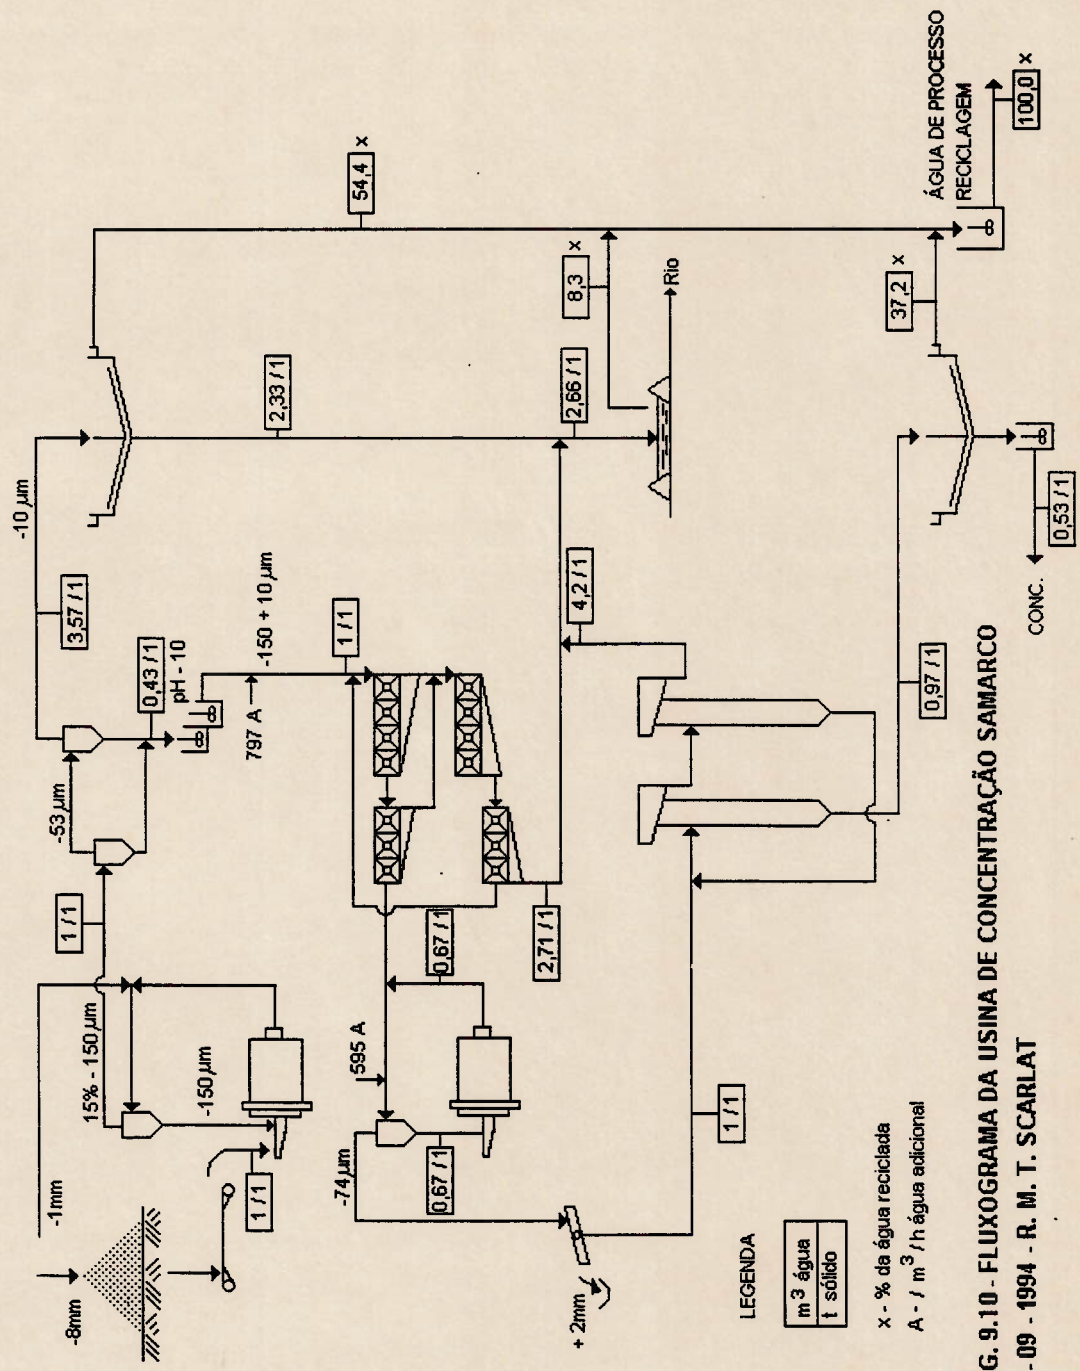 -8mm
-1mm
15% - 150 µm
-150 µm
1 / 1
1 / 1
-53 µm
3,57 / 1
-10 µm
0,43 / 1
pH - 10
797 A
-150 + 10 µm
1 / 1
2,33 / 1
54,4 x
595 A
-74 µm
0,67 / 1
0,67 / 1
2,71 / 1
4,2 / 1
2,66 / 1
8,3 x
Rio
+ 2mm
1 / 1
0,97 / 1
37,2 x
CONC.
0,53 / 1
ÁGUA DE PROCESSO
RECICLAGEM
100,0 x
LEGENDA
m³ água
t sólido
x - % da água reciclada
A - / m³ / h água adicional
G. 9.10 - FLUXOGRAMA DA USINA DE CONCENTRAÇÃO SAMARCO
- 09 - 1994 - R. M. T. SCARLAT